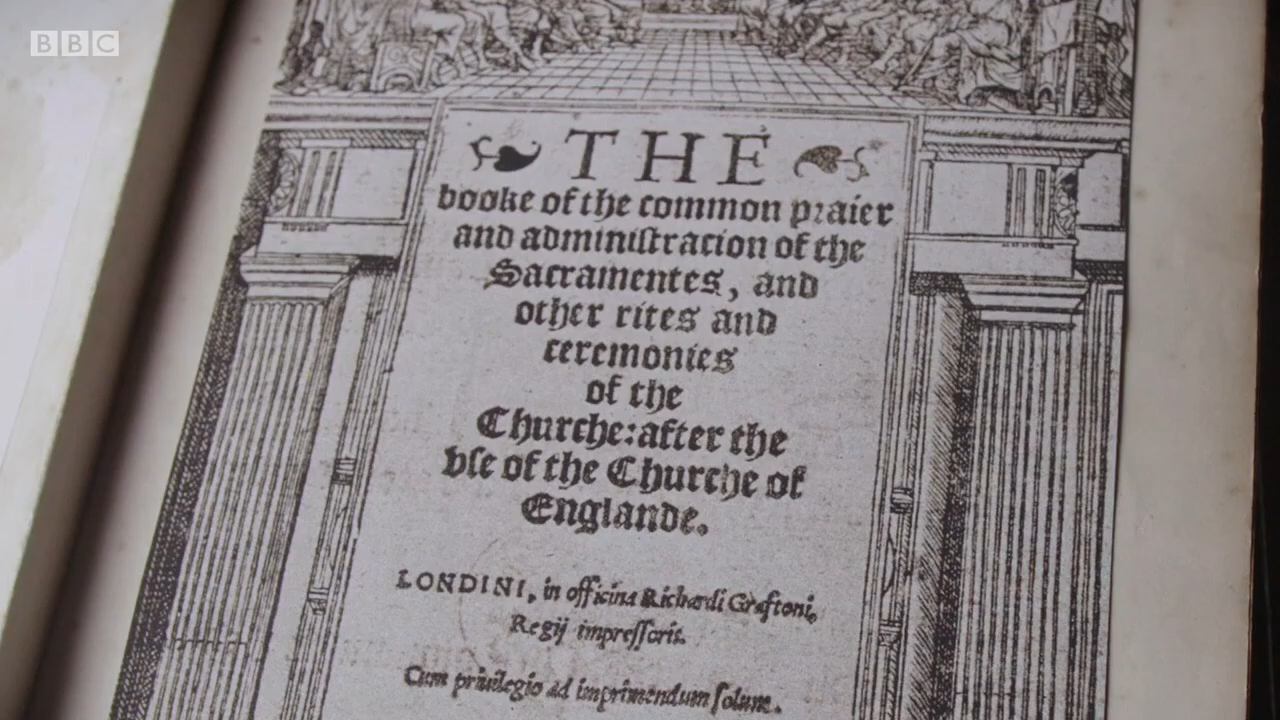 BBC
THE
booke of the common praier
and administracion of the
Sacramentes, and
other rites and
ceremonies
of the
Churche: after the
vse of the Churche of
Englande.
LONDINI, in officina Richardi Graftoni,
Regij impressoris.
Cum priuilegio ad imprimendum solum.